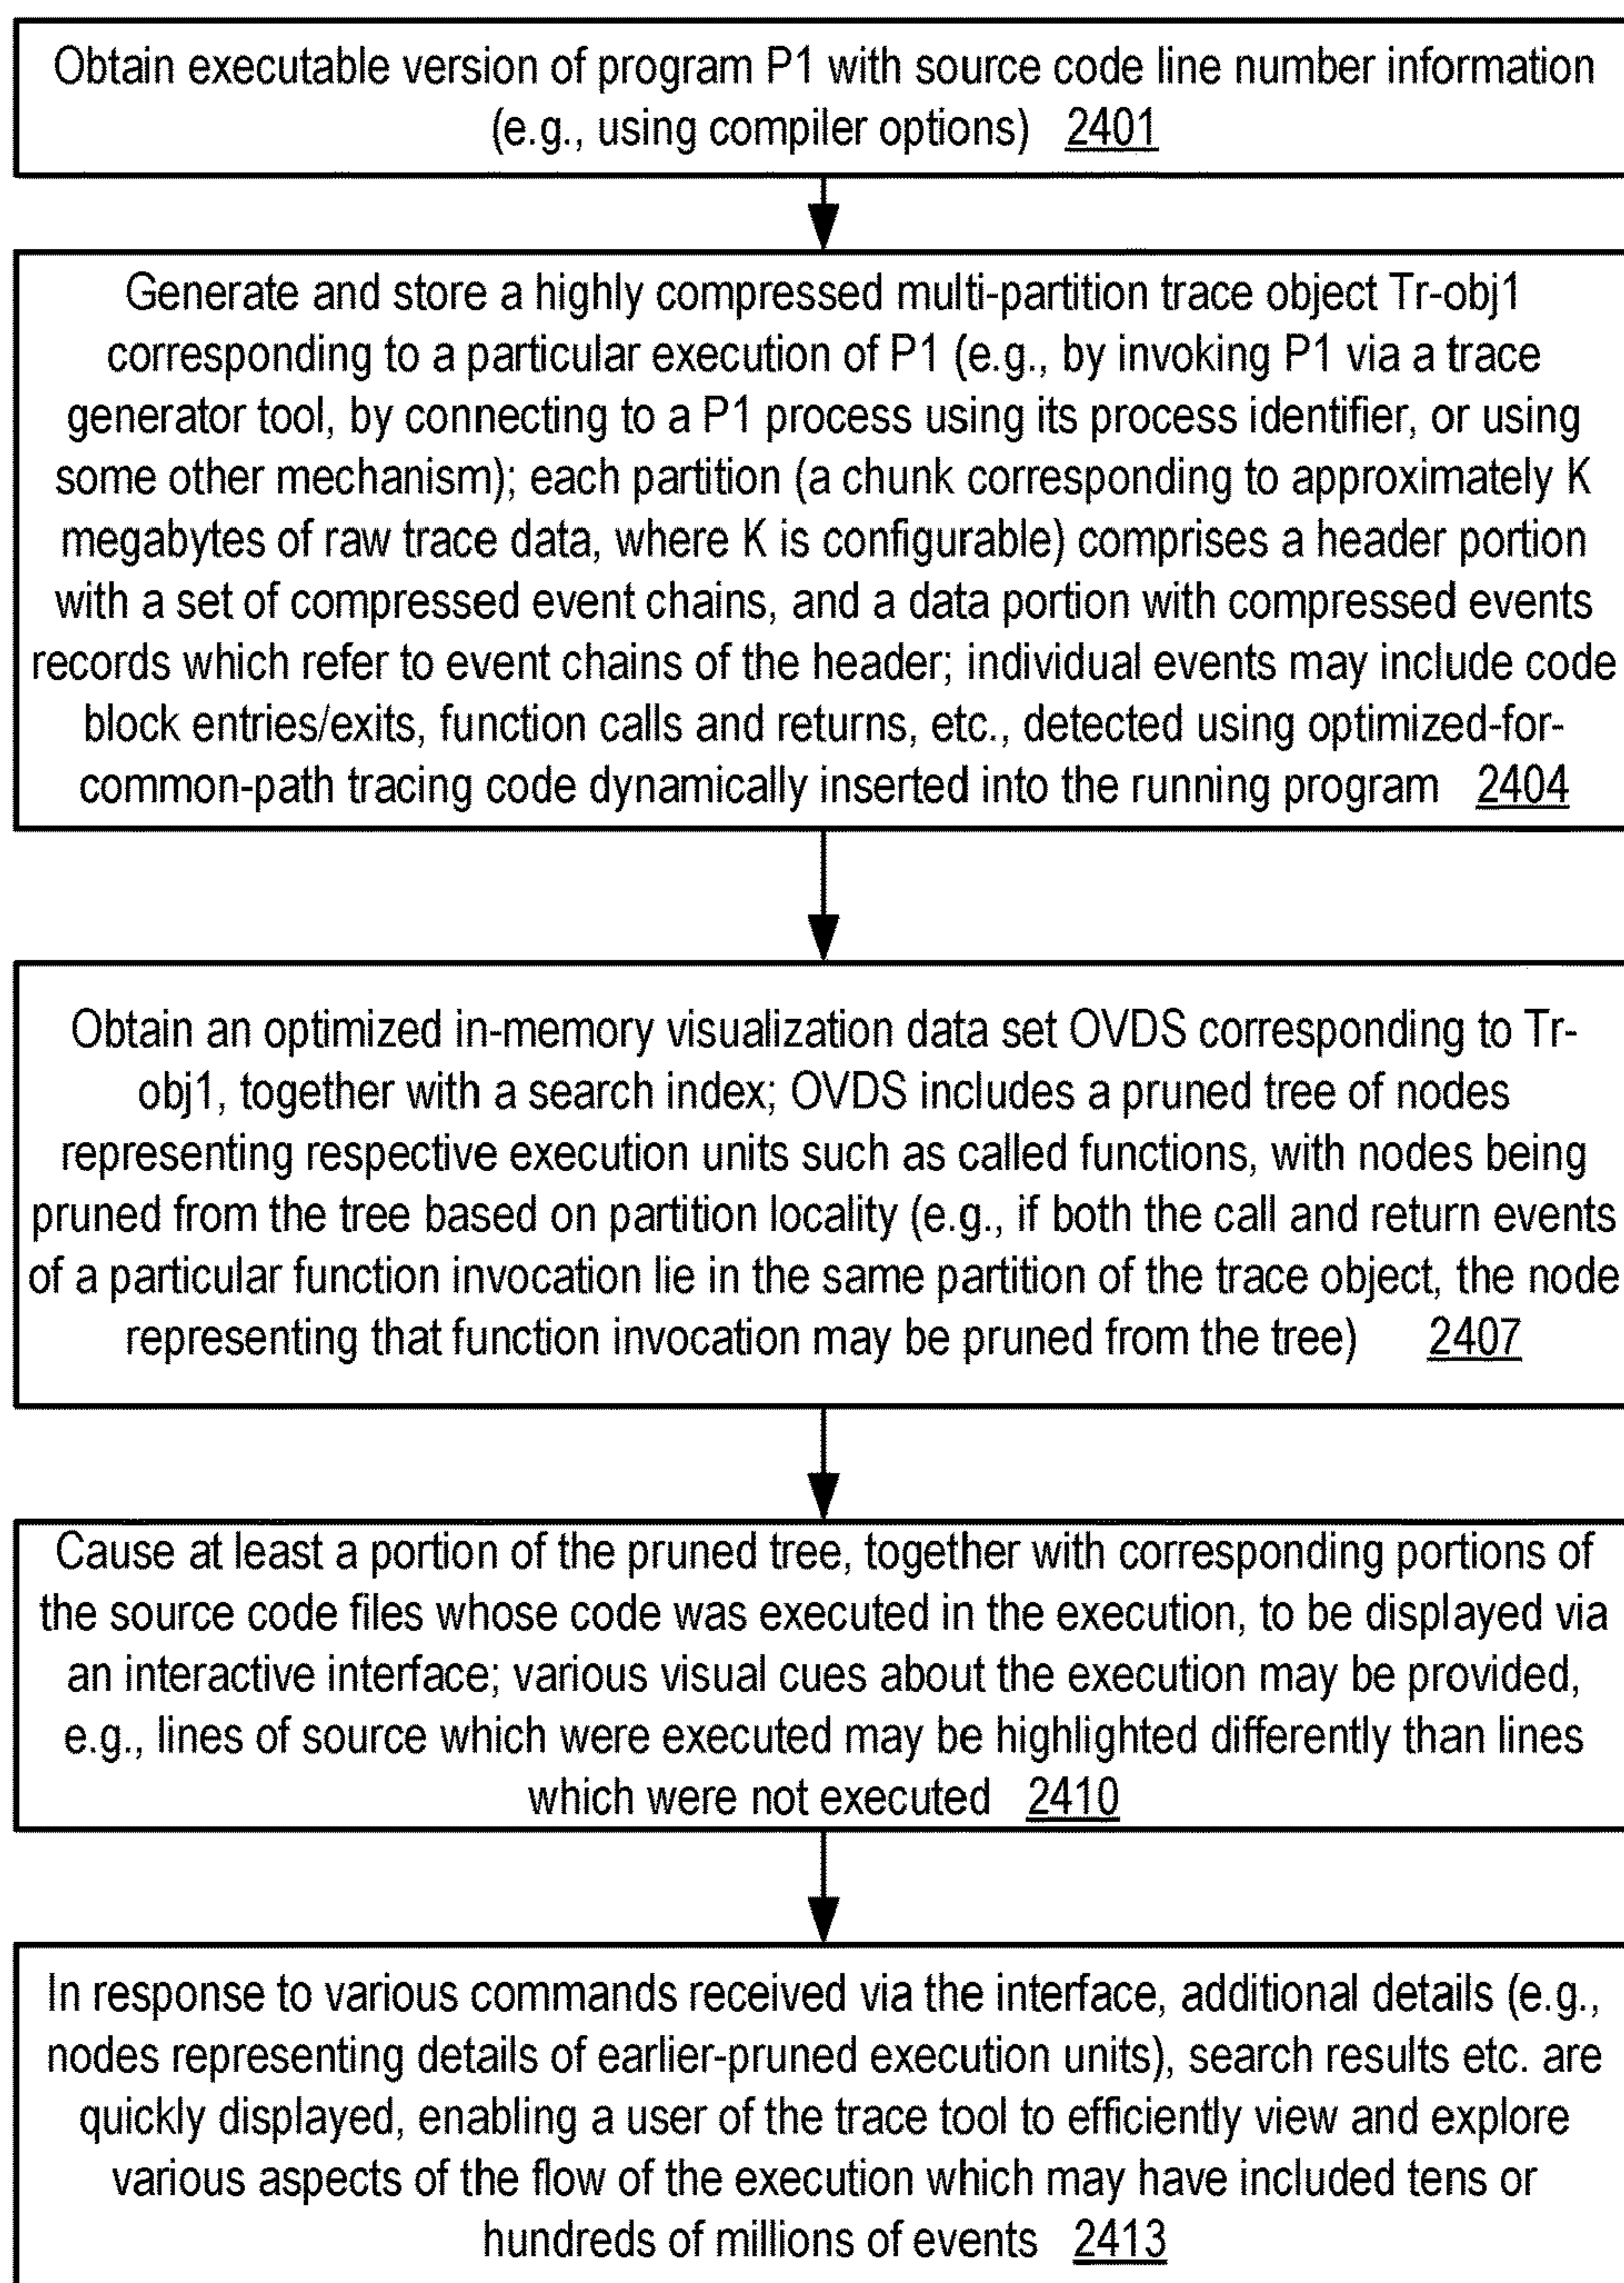 Obtain executable version of program P1 with source code line number information
(e.g., using compiler options) 2401
Generate and store a highly compressed multi-partition trace object Tr-obj1
corresponding to a particular execution of P1 (e.g., by invoking P1 via a trace
generator tool, by connecting to a P1 process using its process identifier, or using
some other mechanism); each partition (a chunk corresponding to approximately K
megabytes of raw trace data, where K is configurable) comprises a header portion
with a set of compressed event chains, and a data portion with compressed events
records which refer to event chains of the header; individual events may include code
block entries/exits, function calls and returns, etc., detected using optimized-for-
common-path tracing code dynamically inserted into the running program 2404
Obtain an optimized in-memory visualization data set OVDS corresponding to Tr-
obj1, together with a search index; OVDS includes a pruned tree of nodes
representing respective execution units such as called functions, with nodes being
pruned from the tree based on partition locality (e.g., if both the call and return events
of a particular function invocation lie in the same partition of the trace object, the node
representing that function invocation may be pruned from the tree) 2407
Cause at least a portion of the pruned tree, together with corresponding portions of
the source code files whose code was executed in the execution, to be displayed via
an interactive interface; various visual cues about the execution may be provided,
e.g., lines of source which were executed may be highlighted differently than lines
which were not executed 2410
In response to various commands received via the interface, additional details (e.g.,
nodes representing details of earlier-pruned execution units), search results etc. are
quickly displayed, enabling a user of the trace tool to efficiently view and explore
various aspects of the flow of the execution which may have included tens or
hundreds of millions of events 2413